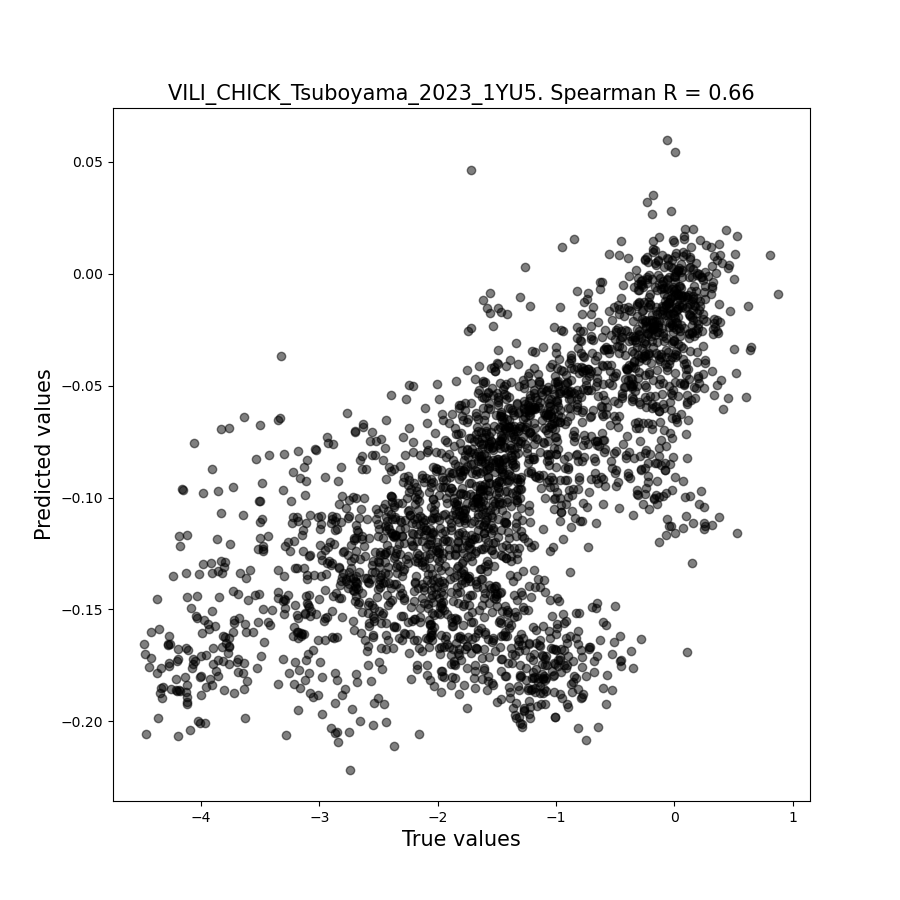 VILI_CHICK_Tsuboyama_2023_1YU5. Spearman R = 0.66
0.05
0.00
−0.05
−0.10
−0.15
−0.20
Predicted values
−4 −3 −2 −1 0 1
True values